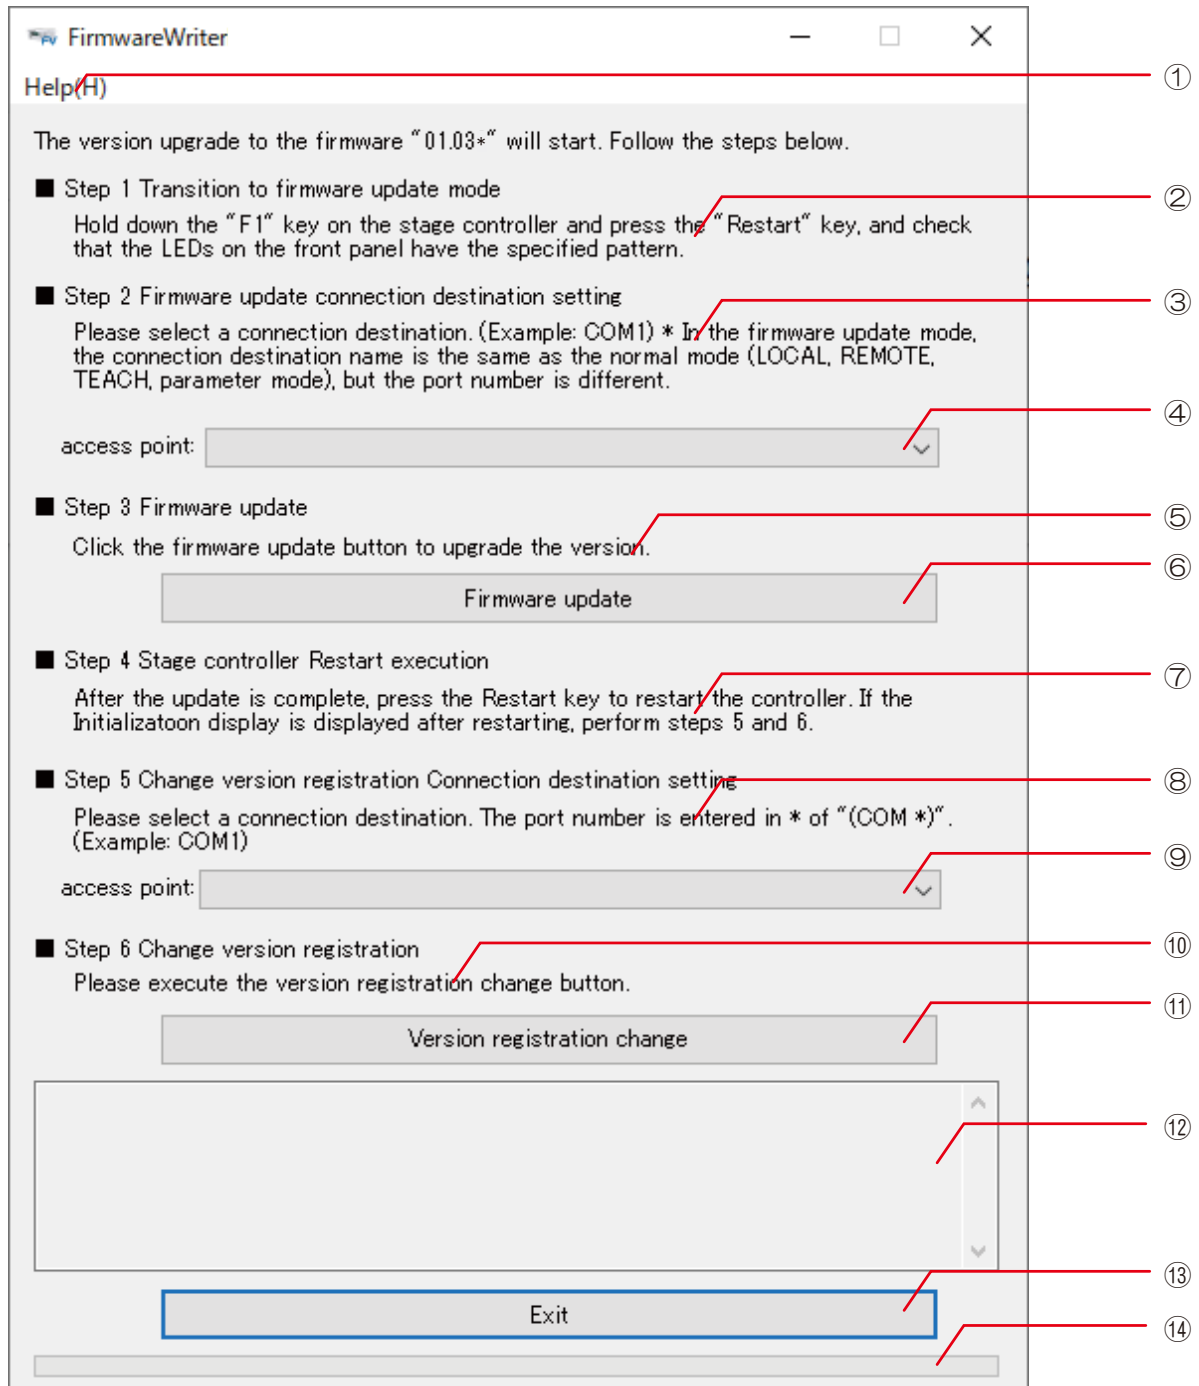 FirmwareWriter
Help(H)
①
The version upgrade to the firmware "01.03*" will start. Follow the steps below.
■ Step 1 Transition to firmware update mode
②
Hold down the "F1" key on the stage controller and press the "Restart" key, and check
that the LEDs on the front panel have the specified pattern.
■ Step 2 Firmware update connection destination setting
③
Please select a connection destination. (Example: COM1) * In the firmware update mode,
the connection destination name is the same as the normal mode (LOCAL, REMOTE,
TEACH, parameter mode), but the port number is different.
④
access point:
■ Step 3 Firmware update
⑤
Click the firmware update button to upgrade the version.
⑥
Firmware update
■ Step 4 Stage controller Restart execution
⑦
After the update is complete, press the Restart key to restart the controller. If the
Initializatoon display is displayed after restarting, perform steps 5 and 6.
■ Step 5 Change version registration Connection destination setting
⑧
Please select a connection destination. The port number is entered in * of "(COM *)".
(Example: COM1)
⑨
access point:
■ Step 6 Change version registration
⑩
Please execute the version registration change button.
⑪
Version registration change
⑫
⑬
Exit
⑭